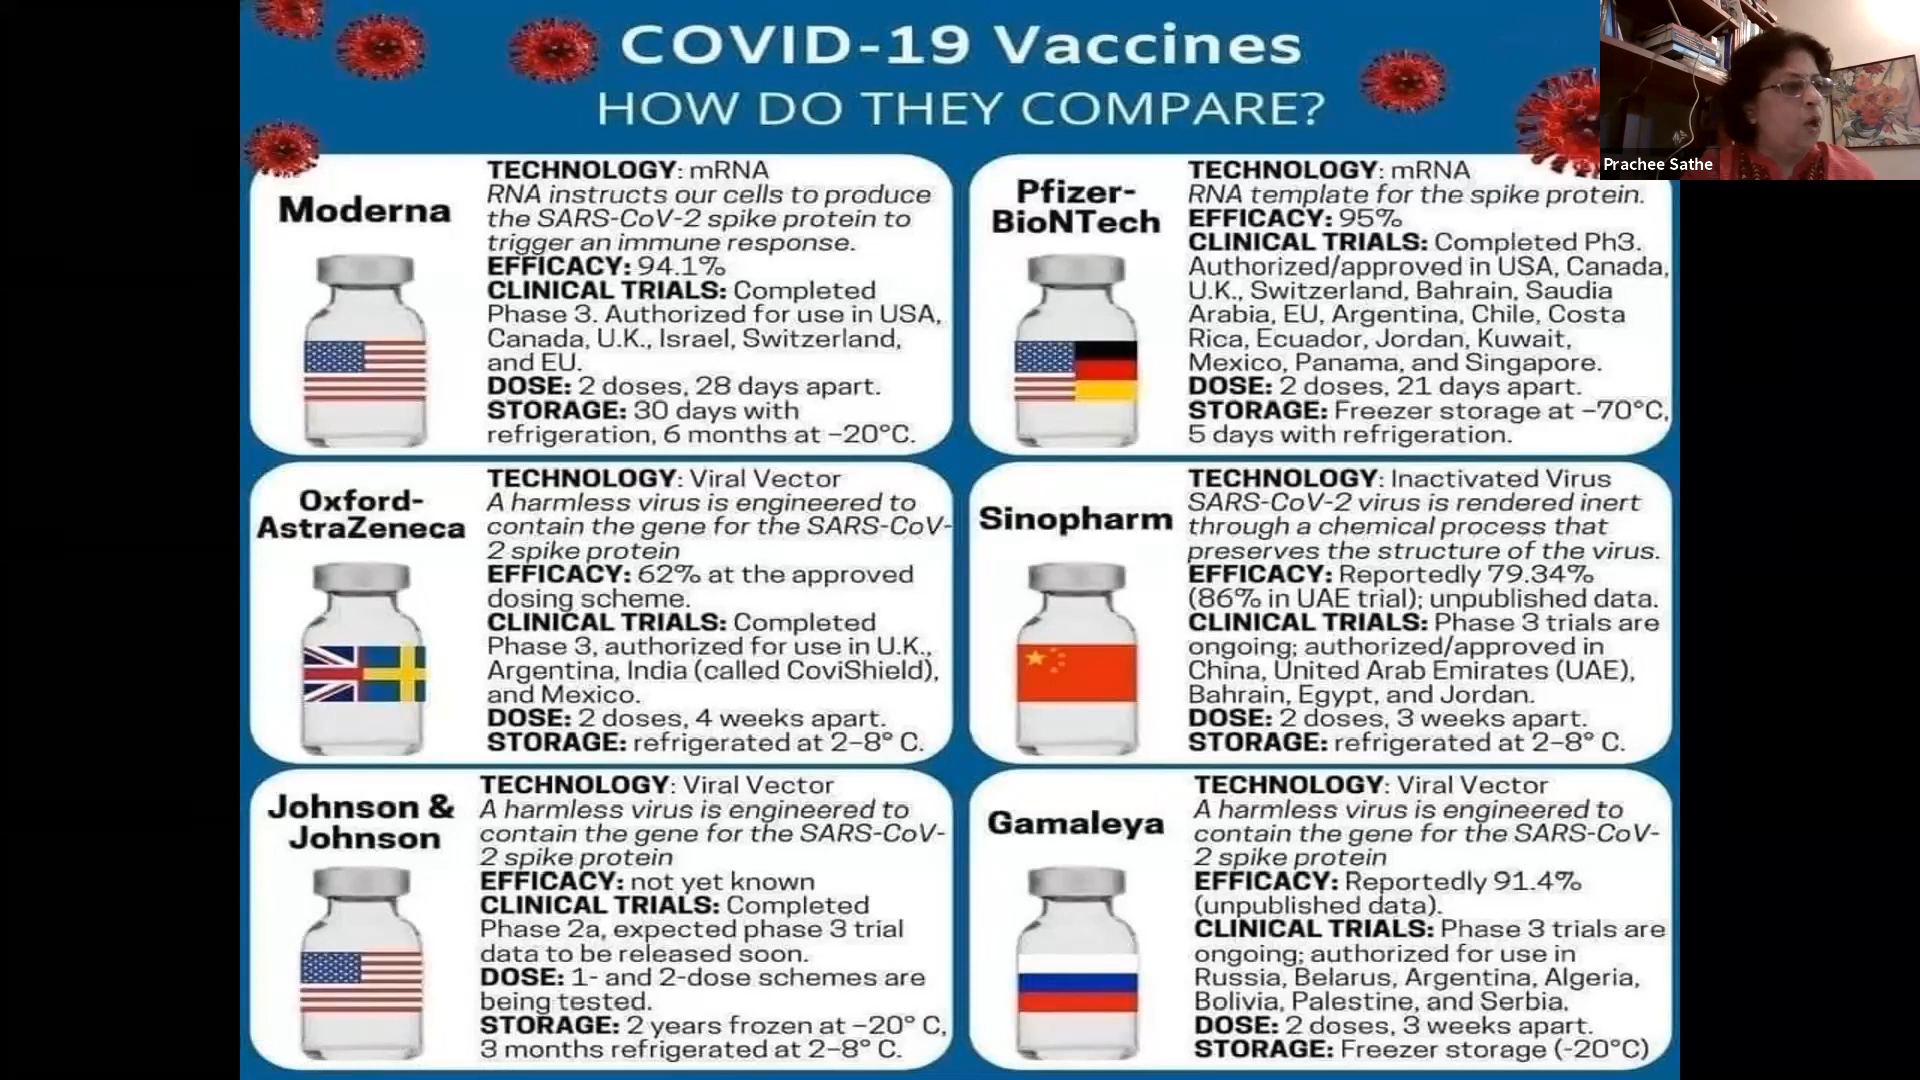 COVID-19 Vaccines
HOW DO THEY COMPARE?
Prachee Sathe
Moderna
TECHNOLOGY: mRNA
RNA instructs our cells to produce
the SARS-CoV-2 spike protein to
trigger an immune response.
EFFICACY: 94.1%
CLINICAL TRIALS: Completed
Phase 3. Authorized for use in USA,
Canada, U.K., Israel, Switzerland,
and EU.
DOSE: 2 doses, 28 days apart.
STORAGE: 30 days with
refrigeration, 6 months at –20°C.
Pfizer-
BioNTech
TECHNOLOGY: mRNA
RNA template for the spike protein.
EFFICACY: 95%
CLINICAL TRIALS: Completed Ph3.
Authorized/approved in USA, Canada,
U.K., Switzerland, Bahrain, Saudia
Arabia, EU, Argentina, Chile, Costa
Rica, Ecuador, Jordan, Kuwait,
Mexico, Panama, and Singapore.
DOSE: 2 doses, 21 days apart.
STORAGE: Freezer storage at –70°C,
5 days with refrigeration.
Oxford-
AstraZeneca
TECHNOLOGY: Viral Vector
A harmless virus is engineered to
contain the gene for the SARS-CoV-
2 spike protein
EFFICACY: 62% at the approved
dosing scheme.
CLINICAL TRIALS: Completed
Phase 3, authorized for use in U.K.,
Argentina, India (called CoviShield),
and Mexico.
DOSE: 2 doses, 4 weeks apart.
STORAGE: refrigerated at 2–8° C.
Sinopharm
TECHNOLOGY: Inactivated Virus
SARS-CoV-2 virus is rendered inert
through a chemical process that
preserves the structure of the virus.
EFFICACY: Reportedly 79.34%
(86% in UAE trial); unpublished data.
CLINICAL TRIALS: Phase 3 trials are
ongoing; authorized/approved in
China, United Arab Emirates (UAE),
Bahrain, Egypt, and Jordan.
DOSE: 2 doses, 3 weeks apart.
STORAGE: refrigerated at 2–8° C.
Johnson &
Johnson
TECHNOLOGY: Viral Vector
A harmless virus is engineered to
contain the gene for the SARS-CoV-
2 spike protein
EFFICACY: not yet known
CLINICAL TRIALS: Completed
Phase 2a, expected phase 3 trial
data to be released soon.
DOSE: 1- and 2-dose schemes are
being tested.
STORAGE: 2 years frozen at –20° C,
3 months refrigerated at 2–8° C.
Gamaleya
TECHNOLOGY: Viral Vector
A harmless virus is engineered to
contain the gene for the SARS-CoV-
2 spike protein
EFFICACY: Reportedly 91.4%
(unpublished data).
CLINICAL TRIALS: Phase 3 trials are
ongoing; authorized for use in
Russia, Belarus, Argentina, Algeria,
Bolivia, Palestine, and Serbia.
DOSE: 2 doses, 3 weeks apart.
STORAGE: Freezer storage (-20°C)